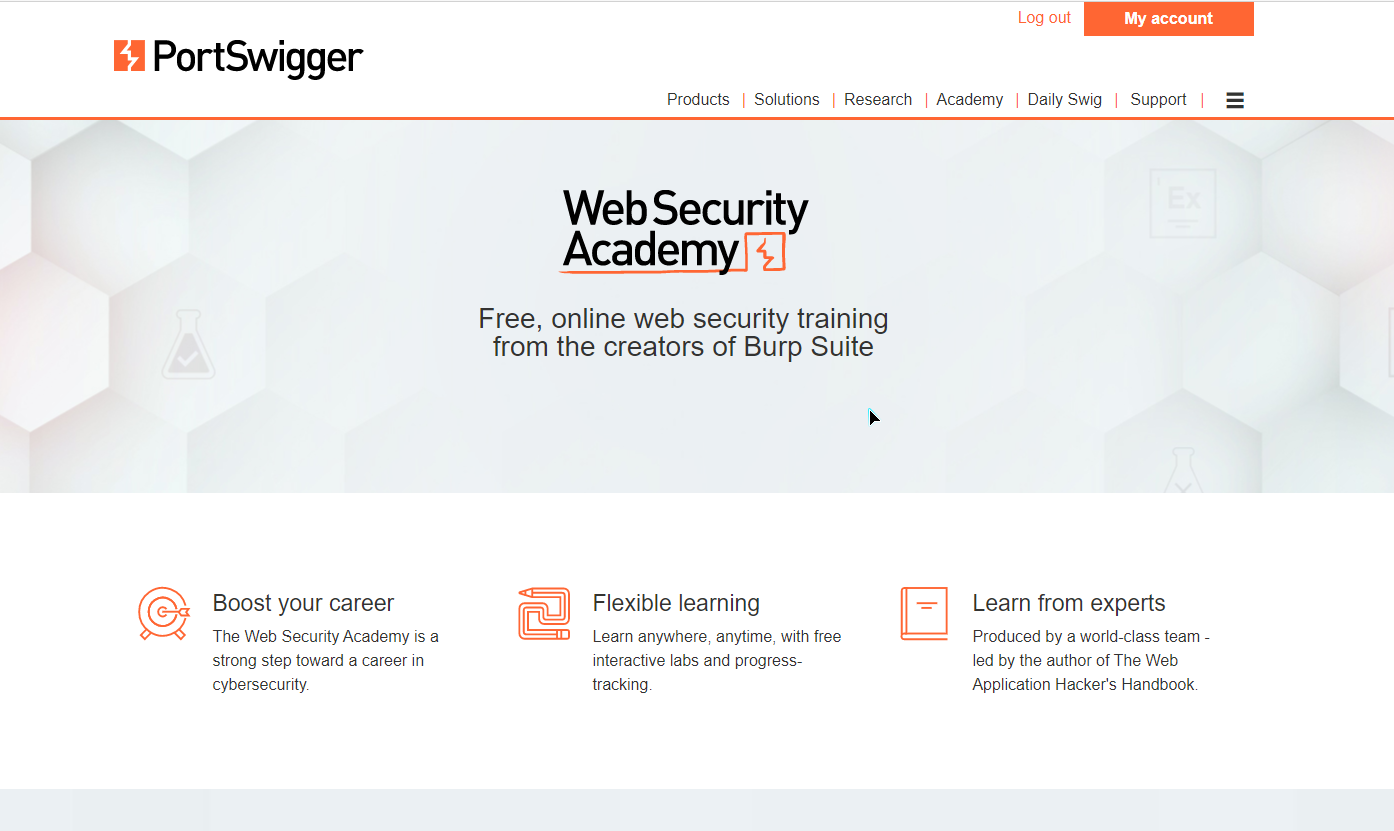 Log out
My account
PortSwigger
Products | Solutions | Research | Academy | Daily Swig | Support |
Ex
Web Security
Academy
Free, online web security training
from the creators of Burp Suite
Boost your career
The Web Security Academy is a
strong step toward a career in
cybersecurity.
Flexible learning
Learn anywhere, anytime, with free
interactive labs and progress-
tracking.
Learn from experts
Produced by a world-class team -
led by the author of The Web
Application Hacker's Handbook.